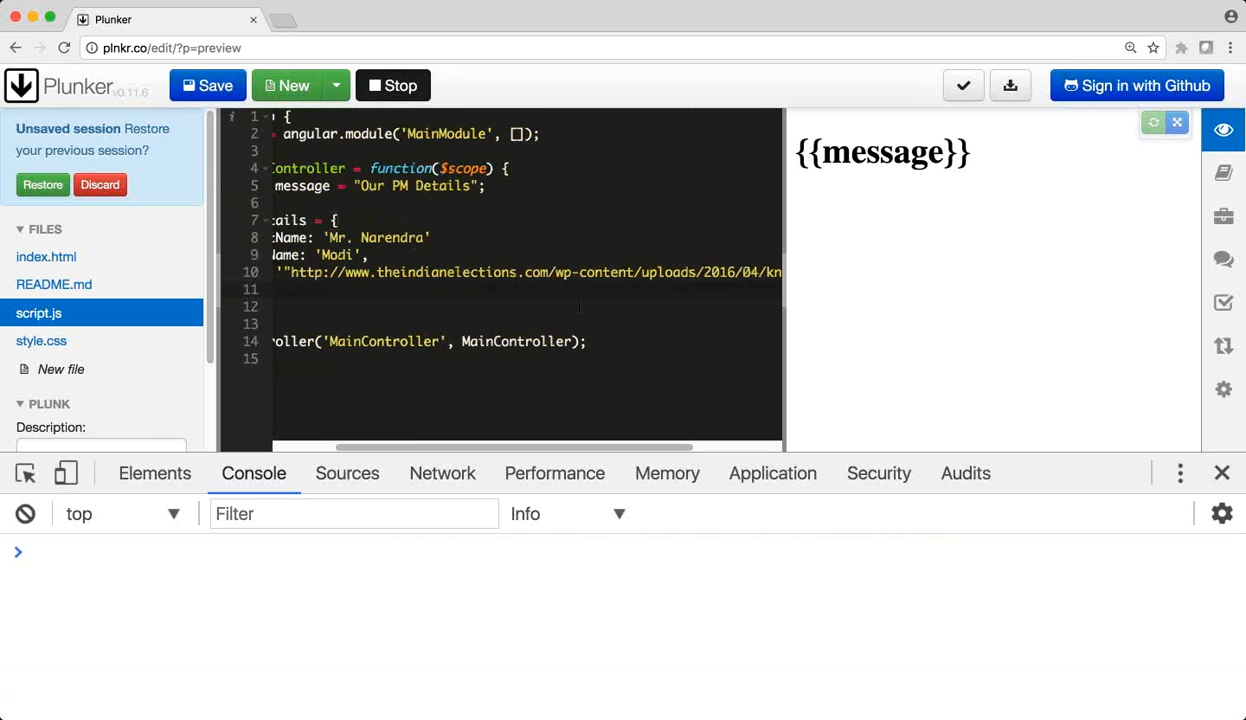 Plunker
plnkr.co/edit/?p=preview
Plunker v0.11.6
Save
New
Stop
Sign in with Github
Unsaved session Restore
your previous session?
Restore
Discard
FILES
index.html
README.md
script.js
style.css
New file
PLUNK
Description:
1 {
2 = angular.module('MainModule', []);
3
4 Controller = function($scope) {
5 message = "Our PM Details";
6
7 ails = {
8 tName: 'Mr. Narendra'
9 Name: 'Modi',
10 '"http://www.theindianelections.com/wp-content/uploads/2016/04/kn
11
12
13
14 roller('MainController', MainController);
15
{{message}}
Elements
Console
Sources
Network
Performance
Memory
Application
Security
Audits
top
Filter
Info